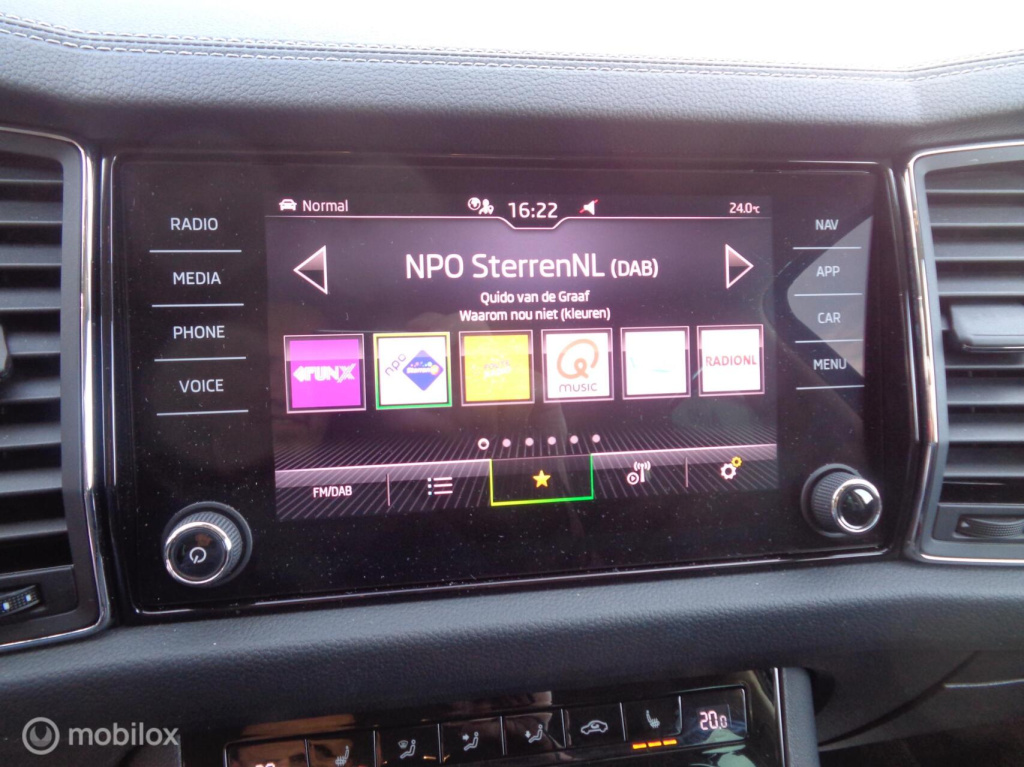 Normal
16:22
24.0°C
RADIO
MEDIA
PHONE
VOICE
NPO SterrenNL (DAB)
Quido van de Graaf
Waarom nou niet (kleuren)
FUNX
npo
QMUSIC
RADIONL
FM/DAB
NAV
APP
CAR
MENU
20.0
mobilox